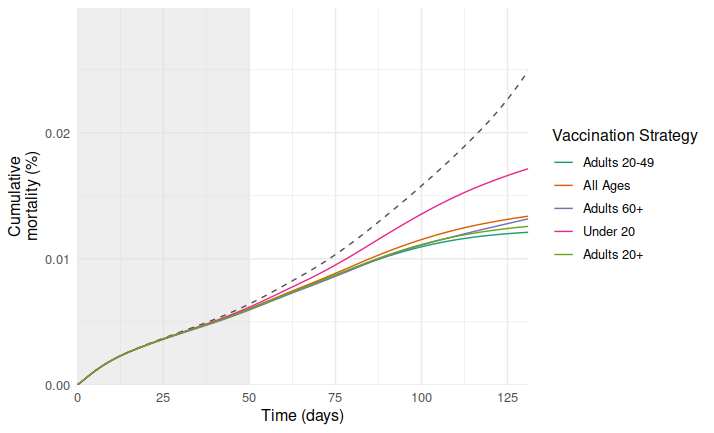 0.02
0.01
0.00
Cumulative
mortality (%)
0 25 50 75 100 125
Time (days)
Vaccination Strategy
Adults 20-49
All Ages
Adults 60+
Under 20
Adults 20+